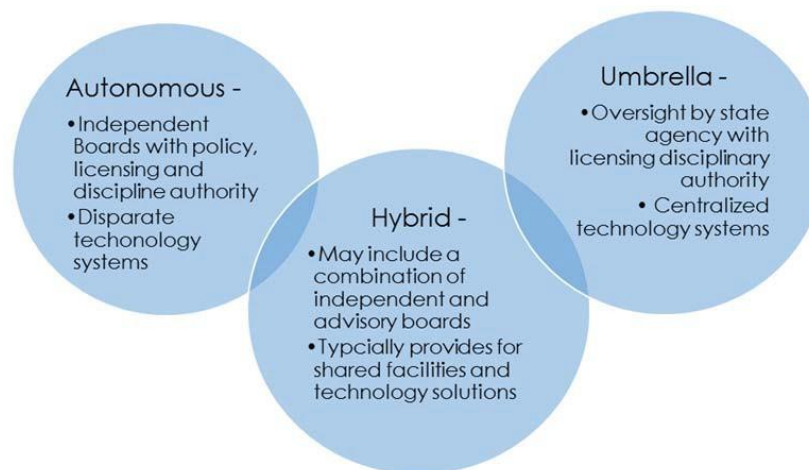 Autonomous -
•Independent
Boards with policy,
licensing and
discipline authority
•Disparate
techonology
systems
Hybrid -
•May include a
combination of
independent and
advisory boards
•Typcially provides for
shared facilities and
technology solutions
Umbrella -
•Oversight by state
agency with
licensing disciplinary
authority
• Centralized
technology systems